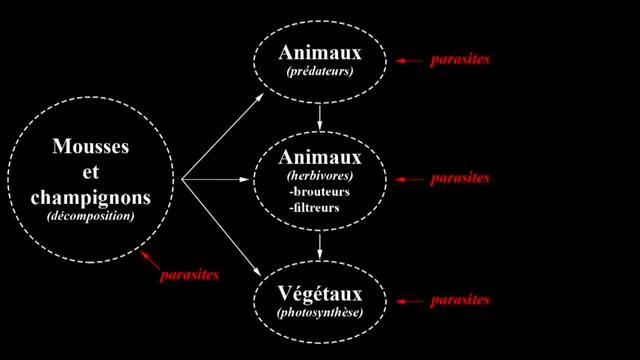 Animaux
(prédateurs)
parasites
Mousses
et
champignons
(décomposition)
Animaux
(herbivores)
-brouteurs
-filtreurs
parasites
parasites
Végétaux
(photosynthèse)
parasites